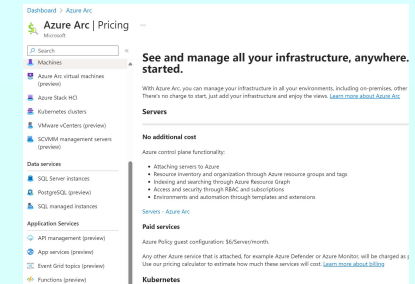 Dashboard > Azure Arc
Azure Arc | Pricing ...
Microsoft
Search
Machines
Azure Arc virtual machines (preview)
Azure Stack HCI
Kubernetes clusters
VMware vCenters (preview)
SCVMM management servers (preview)
Data services
SQL Server instances
PostgreSQL (preview)
SQL managed instances
Application Services
API management (preview)
App services (preview)
Event Grid topics (preview)
Functions (preview)
See and manage all your infrastructure, anywhere.
started.
With Azure Arc, you can manage your infrastructure in all your environments, including on-premises, other
There's no charge to start, just add your infrastructure and enjoy the views. Learn more about Azure Arc
Servers
No additional cost
Azure control plane functionality:
• Attaching servers to Azure
• Resource inventory and organization through Azure resource groups and tags
• Indexing and searching through Azure Resource Graph
• Access and security through RBAC and subscriptions
• Environments and automation through templates and extensions
Servers - Azure Arc
Paid services
Azure Policy guest configuration: $6/Server/month.
Any other Azure service that is attached, for example Azure Defender or Azure Monitor, will be charged as
Use our pricing calculator to estimate how much these services will cost. Learn more about billing
Kubernetes